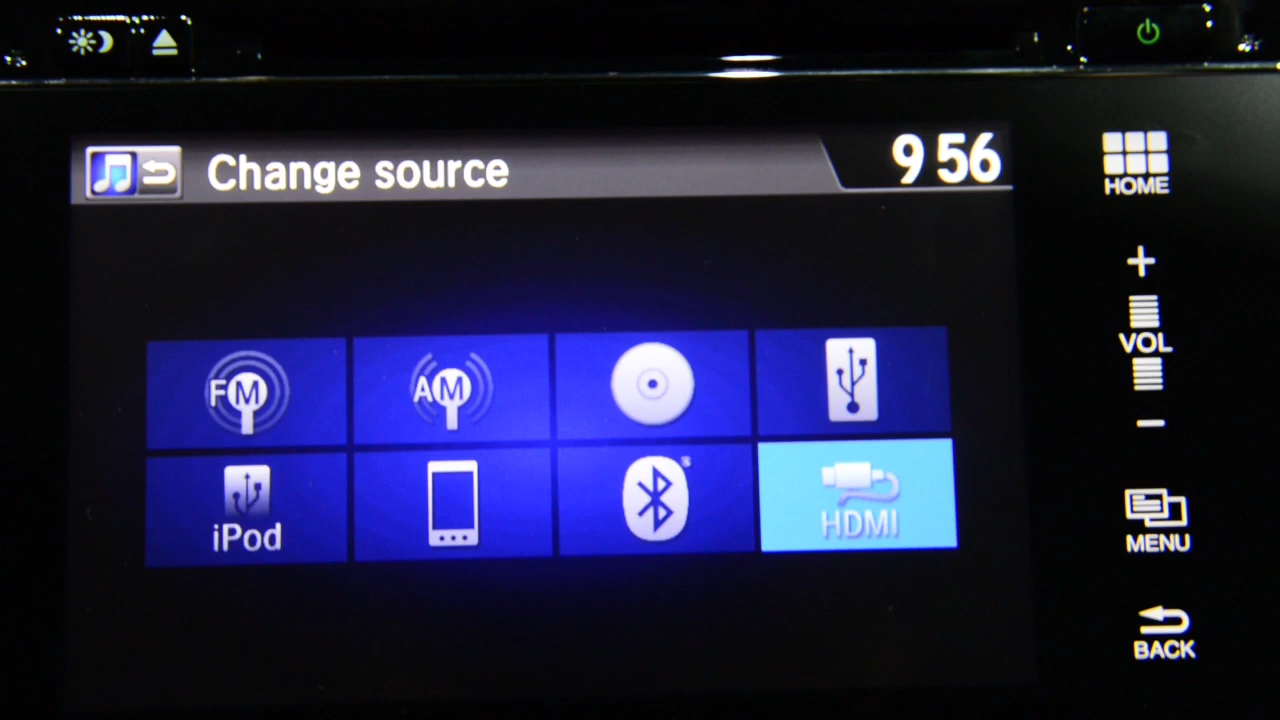 Change source
9 56
HOME
+
VOL
−
FM
AM
iPod
HDMI
MENU
BACK